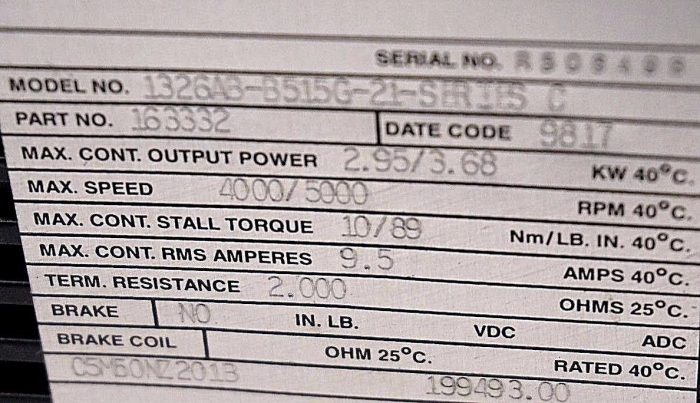 SERIAL NO.
MODEL NO. 1326AB-B515G-21-SERIES C
PART NO. 163332 DATE CODE 9817
MAX. CONT. OUTPUT POWER 2.95/3.68 KW 40°C.
MAX. SPEED 4000/5000 RPM 40°C.
MAX. CONT. STALL TORQUE 10/89 Nm/LB. IN. 40°C.
MAX. CONT. RMS AMPERES 9.5 AMPS 40°C.
TERM. RESISTANCE 2.000 OHMS 25°C.
BRAKE NO IN. LB. VDC ADC
BRAKE COIL OHM 25°C. RATED 40°C.
199493.00